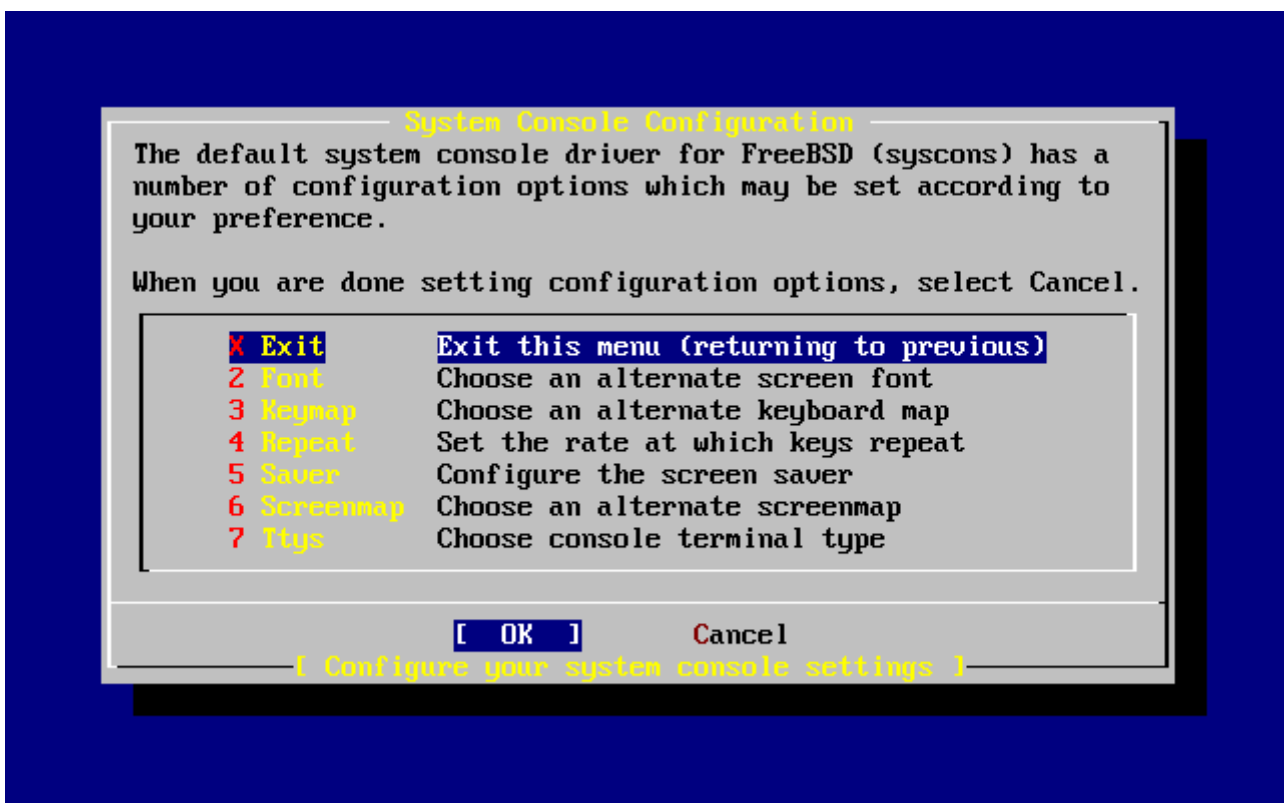 System Console Configuration
The default system console driver for FreeBSD (syscons) has a
number of configuration options which may be set according to
your preference.
When you are done setting configuration options, select Cancel.
X Exit Exit this menu (returning to previous)
2 Font Choose an alternate screen font
3 Keymap Choose an alternate keyboard map
4 Repeat Set the rate at which keys repeat
5 Saver Configure the screen saver
6 Screenmap Choose an alternate screenmap
7 Ttys Choose console terminal type
[ OK ] Cancel
[ Configure your system console settings ]